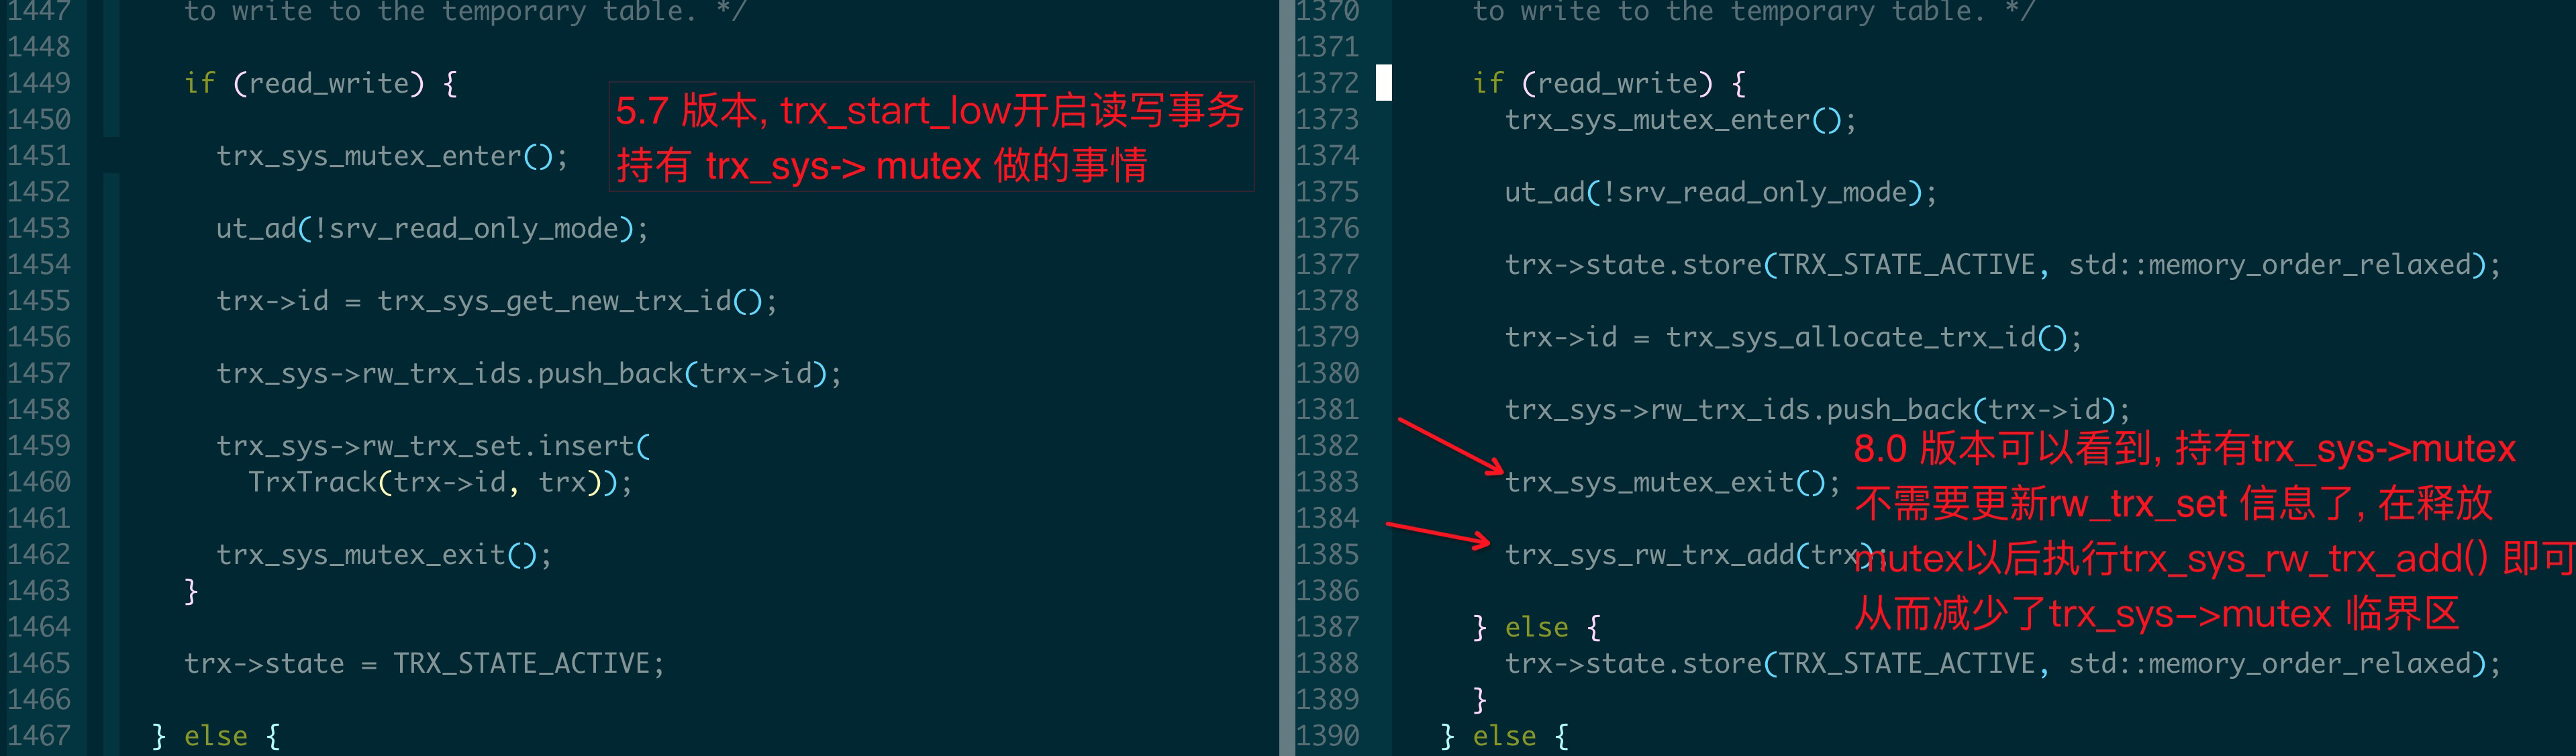 1447 to write to the temporary table. */
1448
1449 if (read_write) {
1450
1451 trx_sys_mutex_enter();
1452
1453 ut_ad(!srv_read_only_mode);
1454
1455 trx->id = trx_sys_get_new_trx_id();
1456
1457 trx_sys->rw_trx_ids.push_back(trx->id);
1458
1459 trx_sys->rw_trx_set.insert(
1460 TrxTrack(trx->id, trx));
1461
1462 trx_sys_mutex_exit();
1463 }
1464
1465 trx->state = TRX_STATE_ACTIVE;
1466
1467 } else {
5.7 版本, trx_start_low开启读写事务
持有 trx_sys-> mutex 做的事情
1370 to write to the temporary table. */
1371
1372 if (read_write) {
1373 trx_sys_mutex_enter();
1374
1375 ut_ad(!srv_read_only_mode);
1376
1377 trx->state.store(TRX_STATE_ACTIVE, std::memory_order_relaxed);
1378
1379 trx->id = trx_sys_allocate_trx_id();
1380
1381 trx_sys->rw_trx_ids.push_back(trx->id);
1382
1383 trx_sys_mutex_exit();
1384
1385 trx_sys_rw_trx_add(trx);
1386
1387 } else {
1388 trx->state.store(TRX_STATE_ACTIVE, std::memory_order_relaxed);
1389 }
1390 } else {
8.0 版本可以看到, 持有trx_sys->mutex
不需要更新rw_trx_set 信息了, 在释放
mutex以后执行trx_sys_rw_trx_add() 即可
从而减少了trx_sys->mutex 临界区